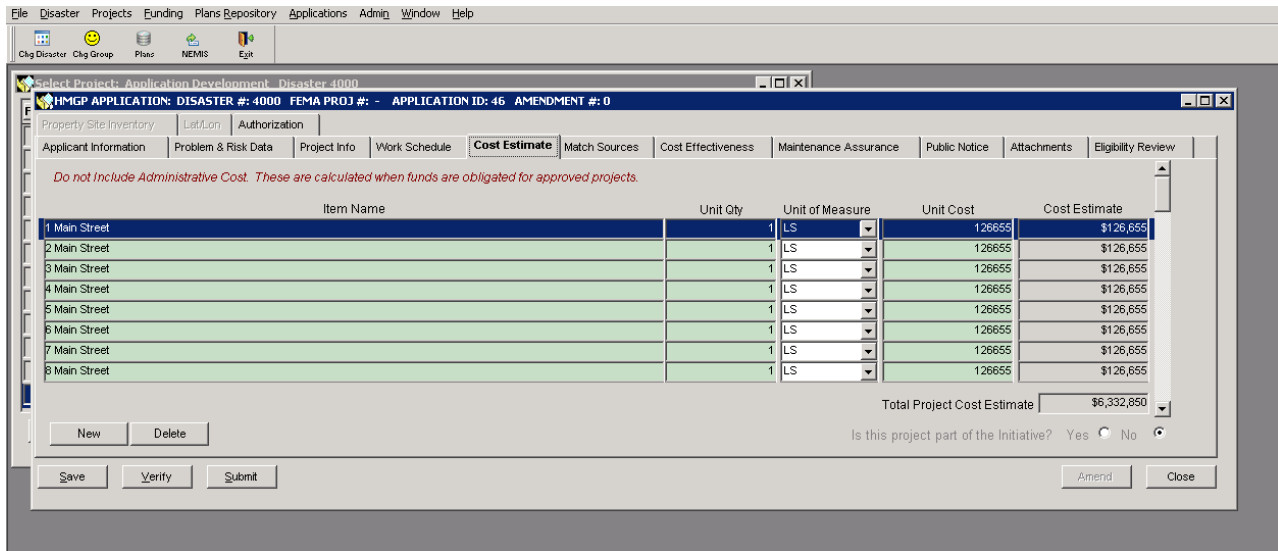 File Disaster Projects Funding Plans Repository Applications Admin Window Help
Chg Disaster Chg Group Plans NEMIS Exit
Select Project: Application Development Disaster 4000
HMGP APPLICATION: DISASTER #: 4000 FEMA PROJ #: - APPLICATION ID: 46 AMENDMENT #: 0
Property Site Inventory Lat/Lon Authorization
Applicant Information Problem & Risk Data Project Info Work Schedule Cost Estimate Match Sources Cost Effectiveness Maintenance Assurance Public Notice Attachments Eligibility Review
Do not Include Administrative Cost. These are calculated when funds are obligated for approved projects.
Item Name Unit Qty Unit of Measure Unit Cost Cost Estimate
1 Main Street 1 LS 126655 $126,655
2 Main Street 1 LS 126655 $126,655
3 Main Street 1 LS 126655 $126,655
4 Main Street 1 LS 126655 $126,655
5 Main Street 1 LS 126655 $126,655
6 Main Street 1 LS 126655 $126,655
7 Main Street 1 LS 126655 $126,655
8 Main Street 1 LS 126655 $126,655
Total Project Cost Estimate $6,332,850
New Delete Is this project part of the Initiative? Yes No
Save Verify Submit Amend Close